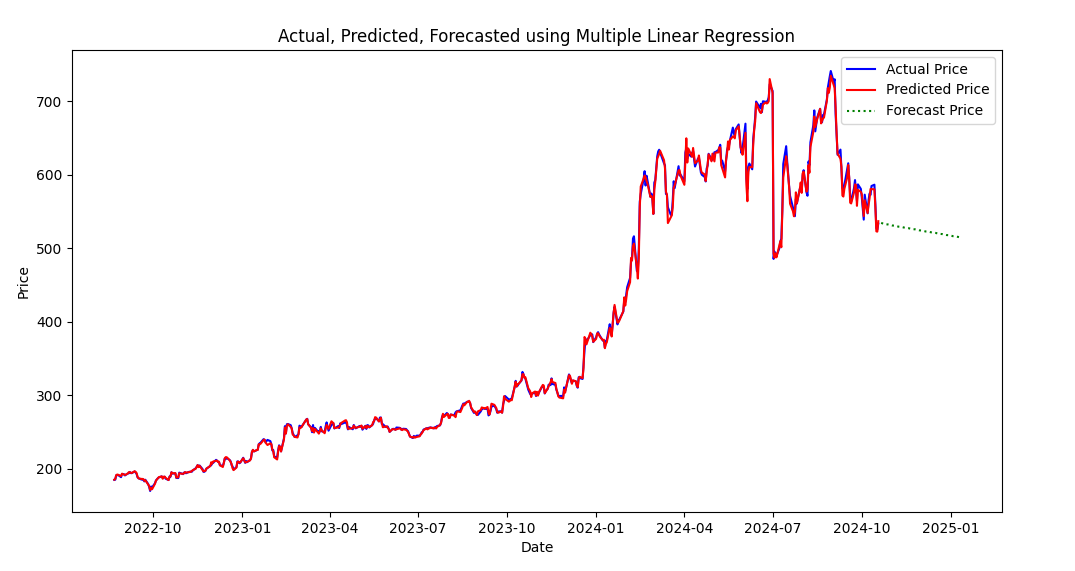 Actual, Predicted, Forecasted using Multiple Linear Regression
Actual Price
Predicted Price
Forecast Price
Price
700
600
500
400
300
200
2022-10 2023-01 2023-04 2023-07 2023-10 2024-01 2024-04 2024-07 2024-10 2025-01
Date